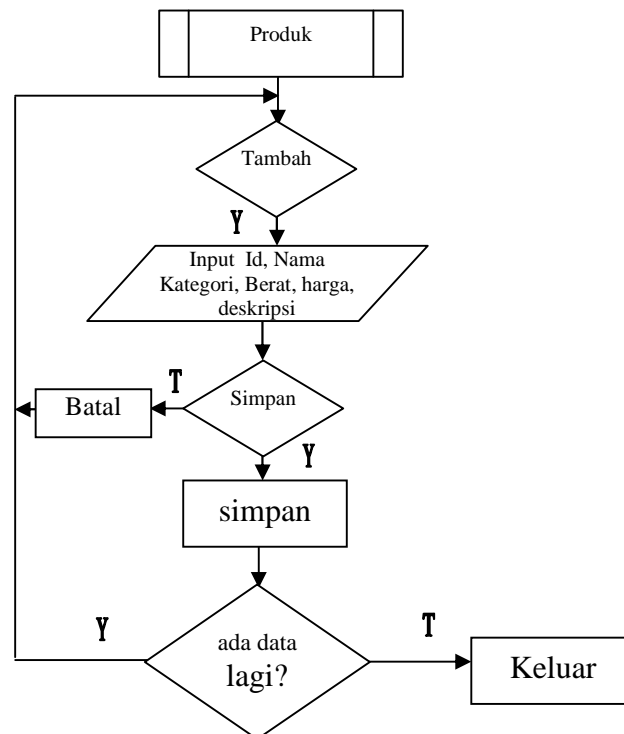 Produk
Tambah
Y
Input Id, Nama
Kategori, Berat, harga,
deskripsi
T
Batal
Simpan
Y
simpan
Y
ada data
lagi?
T
Keluar